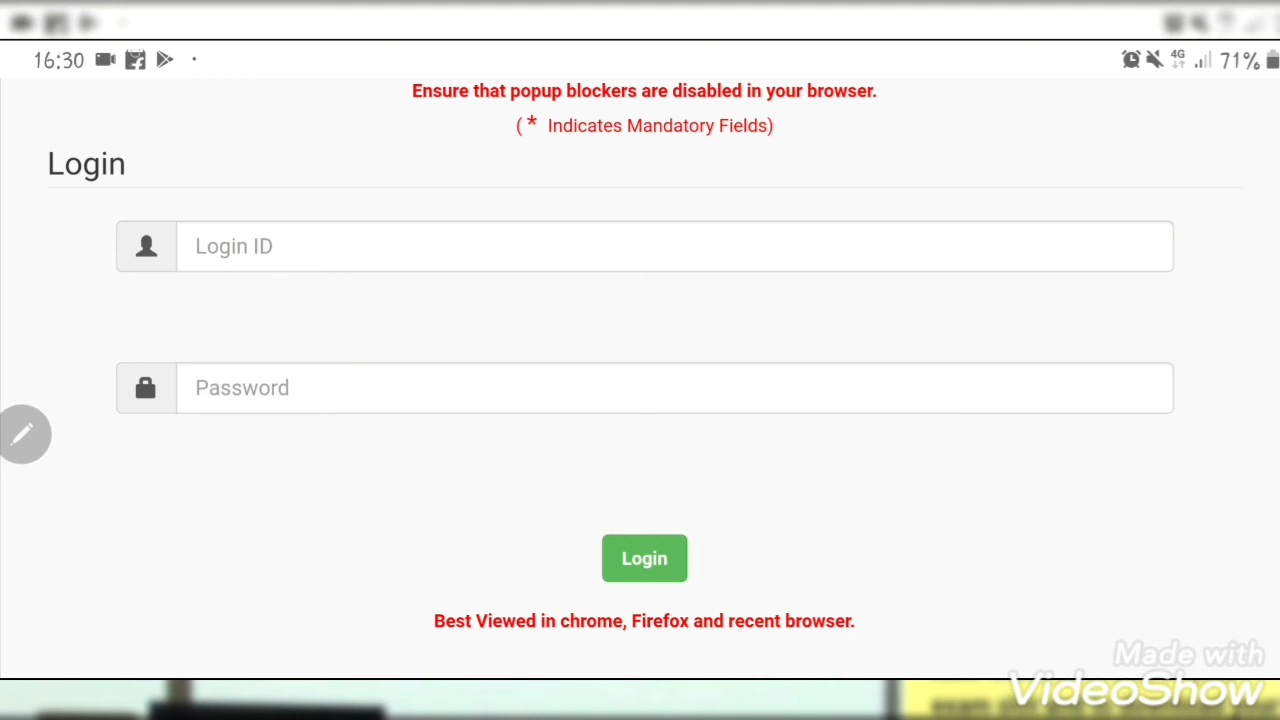 16:30
4G
71%
Ensure that popup blockers are disabled in your browser.
( * Indicates Mandatory Fields)
Login
Login ID
Password
Login
Best Viewed in chrome, Firefox and recent browser.
Made with
VideoShow